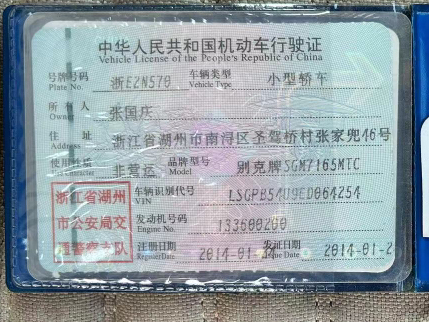 中华人民共和国机动车行驶证
Vehicle License of the People's Republic of China
号牌号码 浙E2N570 车辆类型 小型轿车
Plate No. Vehicle Type
所有人 张国庆
Owner
住址 浙江省湖州市南浔区圣驾桥村张家兜46号
Address
使用性质 非营运 品牌型号 别克牌SGM7165MTC
Use Character Model
浙江省湖州 车辆识别代号 LSGPB54U9ED064254
VIN
市公安局交 发动机号码 133600200
Engine No.
通警察支队 注册日期 2014-01- 发证日期 2014-01-2
Register Date Issue Date